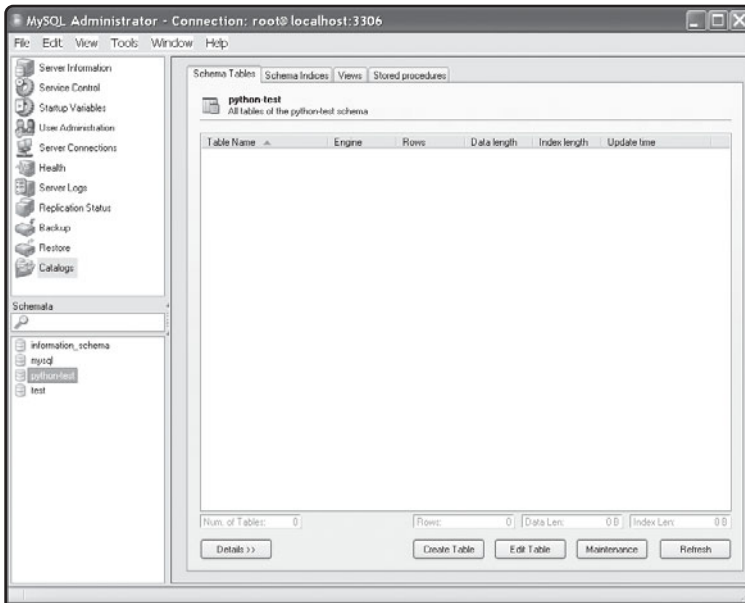 MySQL Administrator - Connection: root@localhost:3306
File Edit View Tools Window Help
Server Information
Service Control
Startup Variables
User Administration
Server Connections
Health
Server Logs
Replication Status
Backup
Restore
Catalogs
Schemata
information_schema
mysql
python-test
test
Schema Tables Schema Indices Views Stored procedures
python-test
All tables of the python-test schema
Table Name Engine Rows Data length Index length Update time
Num. of Tables: 0 Rows: 0 Data Len: 0 B Index Len: 0 B
Details >> Create Table Edit Table Maintenance Refresh